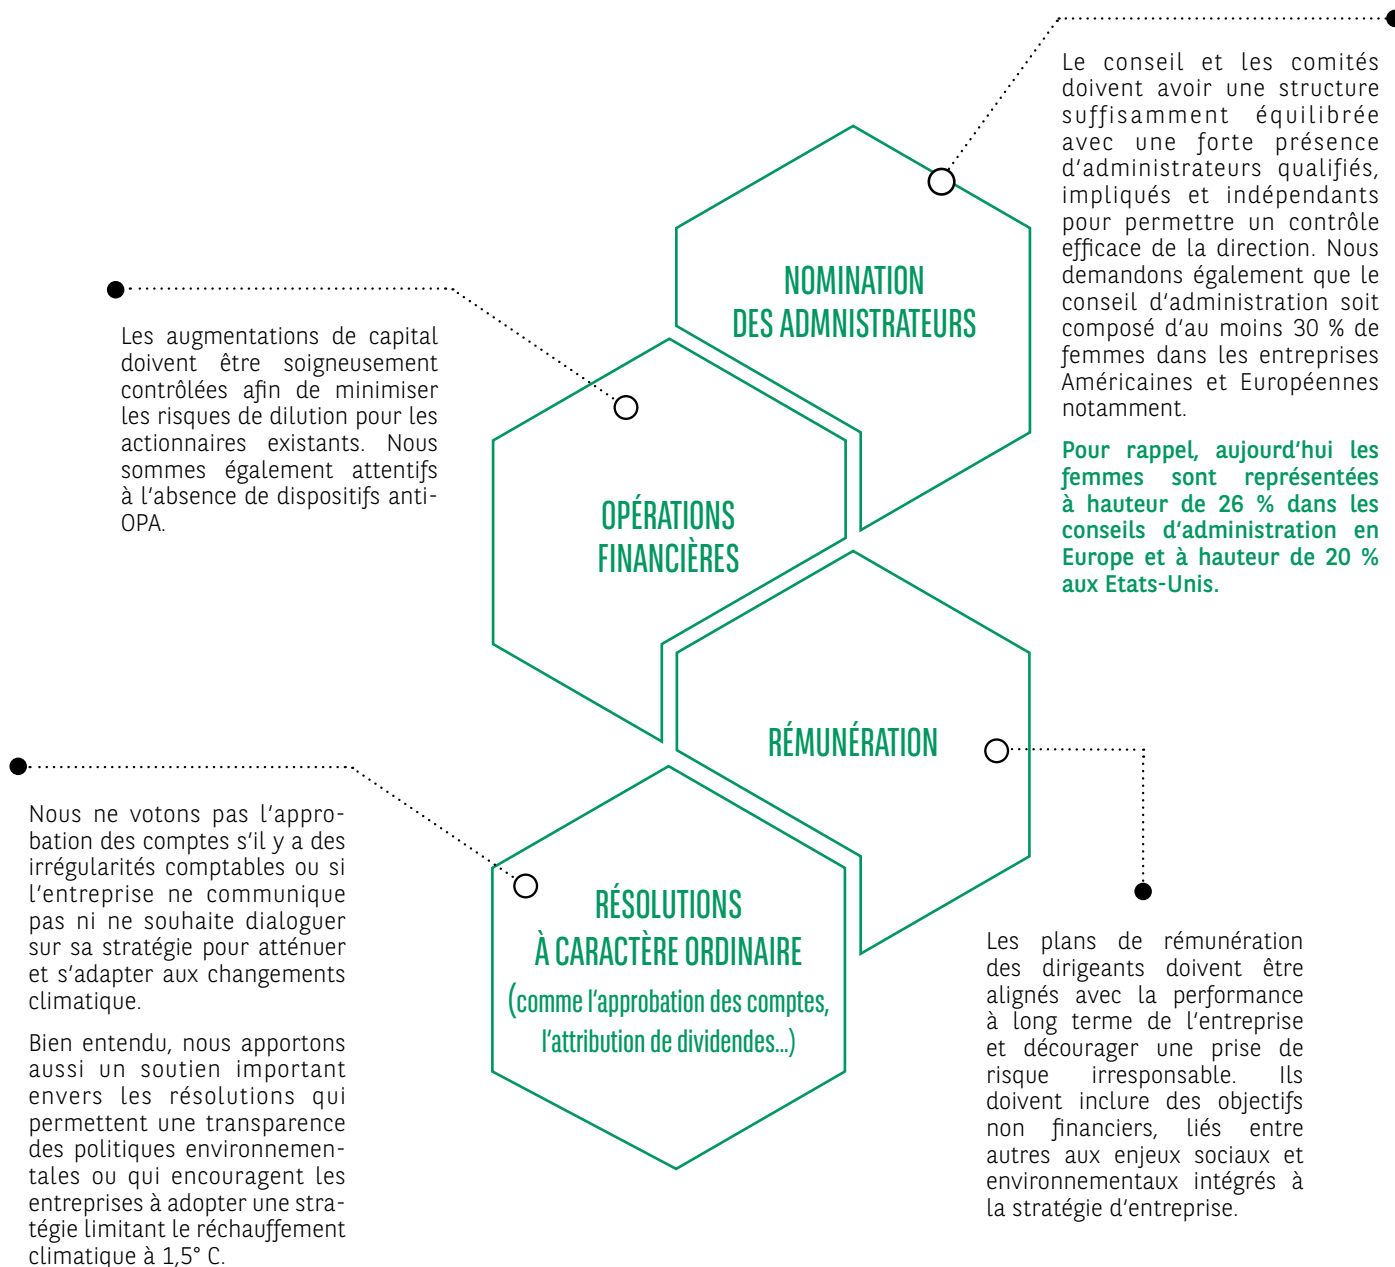 NOMINATION
DES ADMNISTRATEURS
Le conseil et les comités
doivent avoir une structure
suffisamment équilibrée
avec une forte présence
d'administrateurs qualifiés,
impliqués et indépendants
pour permettre un contrôle
efficace de la direction. Nous
demandons également que le
conseil d'administration soit
composé d'au moins 30 % de
femmes dans les entreprises
Américaines et Européennes
notamment.
Pour rappel, aujourd'hui les
femmes sont représentées
à hauteur de 26 % dans les
conseils d'administration en
Europe et à hauteur de 20 %
aux Etats-Unis.
Les augmentations de capital
doivent être soigneusement
contrôlées afin de minimiser
les risques de dilution pour les
actionnaires existants. Nous
sommes également attentifs
à l'absence de dispositifs anti-
OPA.
OPÉRATIONS
FINANCIÈRES
RÉMUNÉRATION
Les plans de rémunération
des dirigeants doivent être
alignés avec la performance
à long terme de l'entreprise
et décourager une prise de
risque irresponsable. Ils
doivent inclure des objectifs
non financiers, liés entre
autres aux enjeux sociaux et
environnementaux intégrés à
la stratégie d'entreprise.
Nous ne votons pas l'appro-
bation des comptes s'il y a des
irrégularités comptables ou si
l'entreprise ne communique
pas ni ne souhaite dialoguer
sur sa stratégie pour atténuer
et s'adapter aux changements
climatique.
Bien entendu, nous apportons
aussi un soutien important
envers les résolutions qui
permettent une transparence
des politiques environnemen-
tales ou qui encouragent les
entreprises à adopter une stra-
tégie limitant le réchauffement
climatique à 1,5° C.
RÉSOLUTIONS
À CARACTÈRE ORDINAIRE
(comme l'approbation des comptes,
l'attribution de dividendes...)